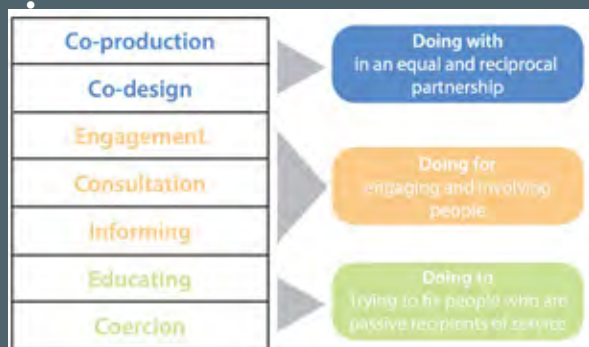 Co-production
Co-design
Engagement
Consultation
Informing
Educating
Coercion
Doing with
in an equal and reciprocal
partnership
Doing for
engaging and involving
people
Doing to
Trying to fix people who are
passive recipients of service